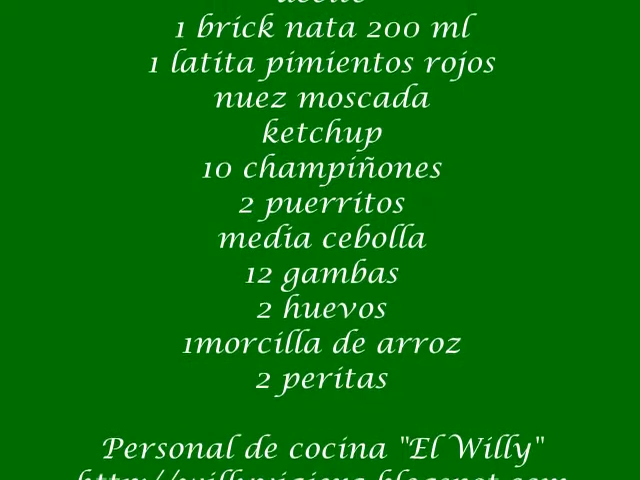 aceite
1 brick nata 200 ml
1 latita pimientos rojos
nuez moscada
ketchup
10 champiñones
2 puerritos
media cebolla
12 gambas
2 huevos
1morcilla de arroz
2 peritas
Personal de cocina "El Willy"